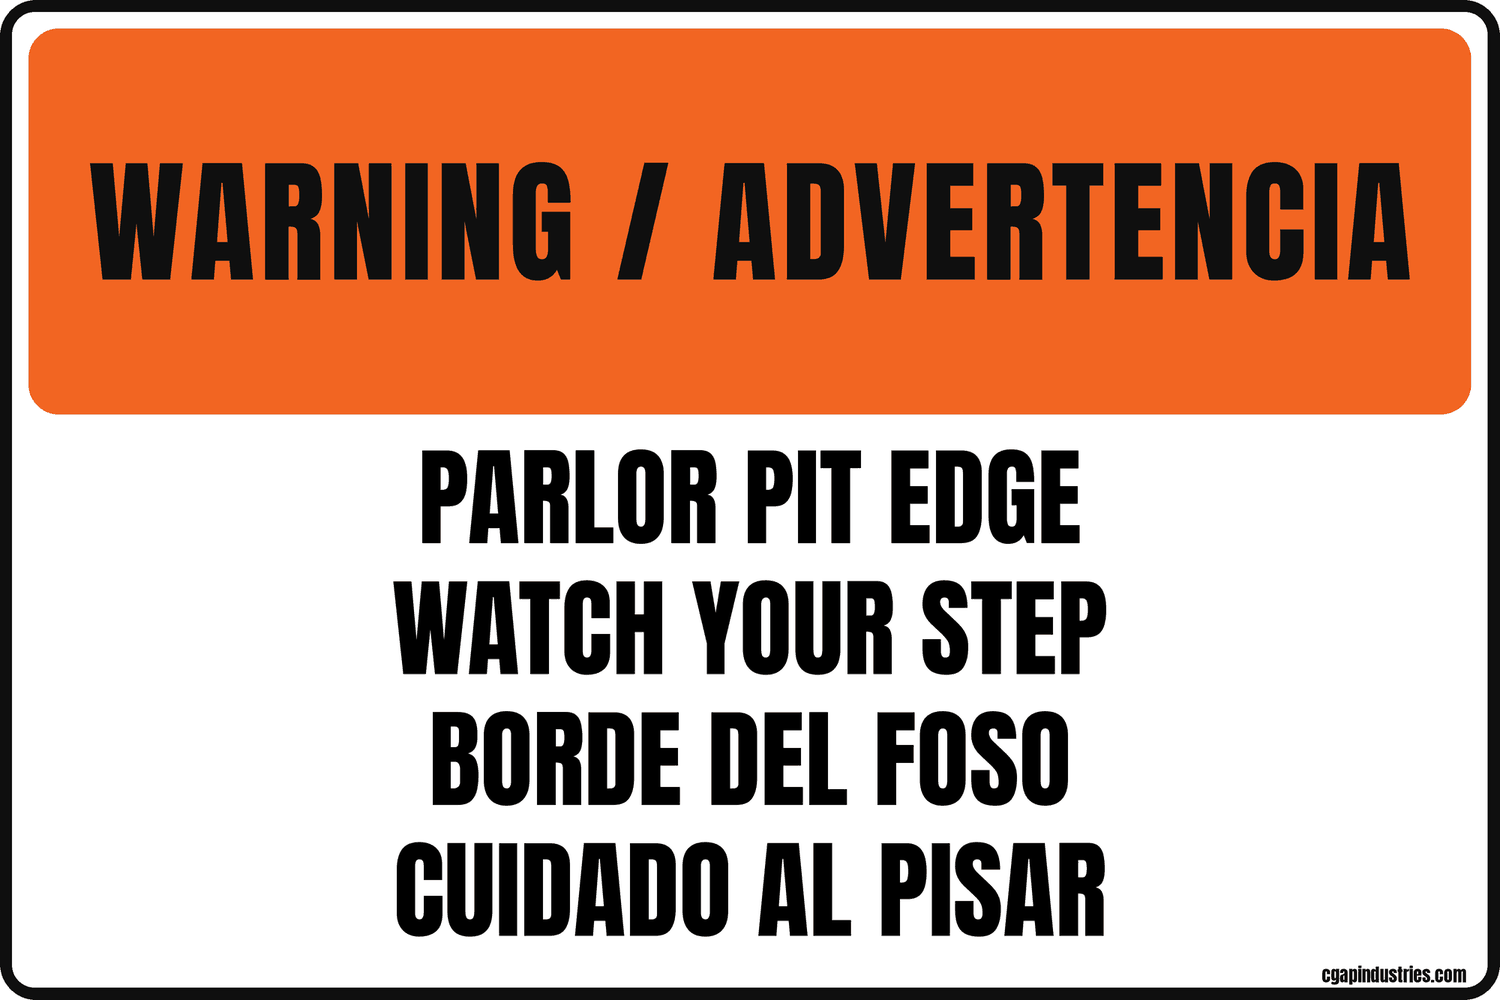 WARNING / ADVERTENCIA
PARLOR PIT EDGE
WATCH YOUR STEP
BORDE DEL FOSO
CUIDADO AL PISAR
cgapindustries.com